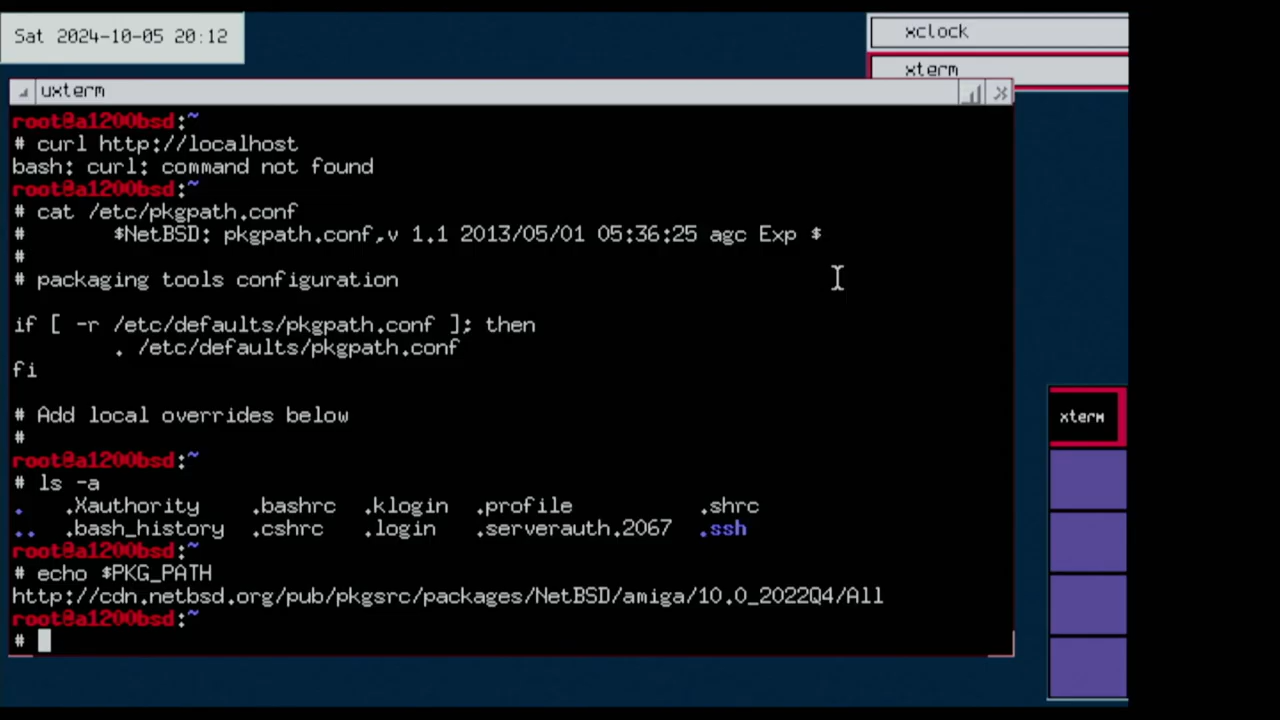 Sat 2024-10-05 20:12
xclock
xterm
uxterm
root@a1200bsd:~
# curl http://localhost
bash: curl: command not found
root@a1200bsd:~
# cat /etc/pkgpath.conf
#       $NetBSD: pkgpath.conf,v 1.1 2013/05/01 05:36:25 agc Exp $
#
# packaging tools configuration
if [ -r /etc/defaults/pkgpath.conf ]; then
        . /etc/defaults/pkgpath.conf
fi
# Add local overrides below
#
root@a1200bsd:~
# ls -a
.   .Xauthority    .bashrc  .klogin  .profile          .shrc
..  .bash_history  .cshrc   .login   .serverauth.2067  .ssh
root@a1200bsd:~
# echo $PKG_PATH
http://cdn.netbsd.org/pub/pkgsrc/packages/NetBSD/amiga/10.0_2022Q4/All
root@a1200bsd:~
#
xterm